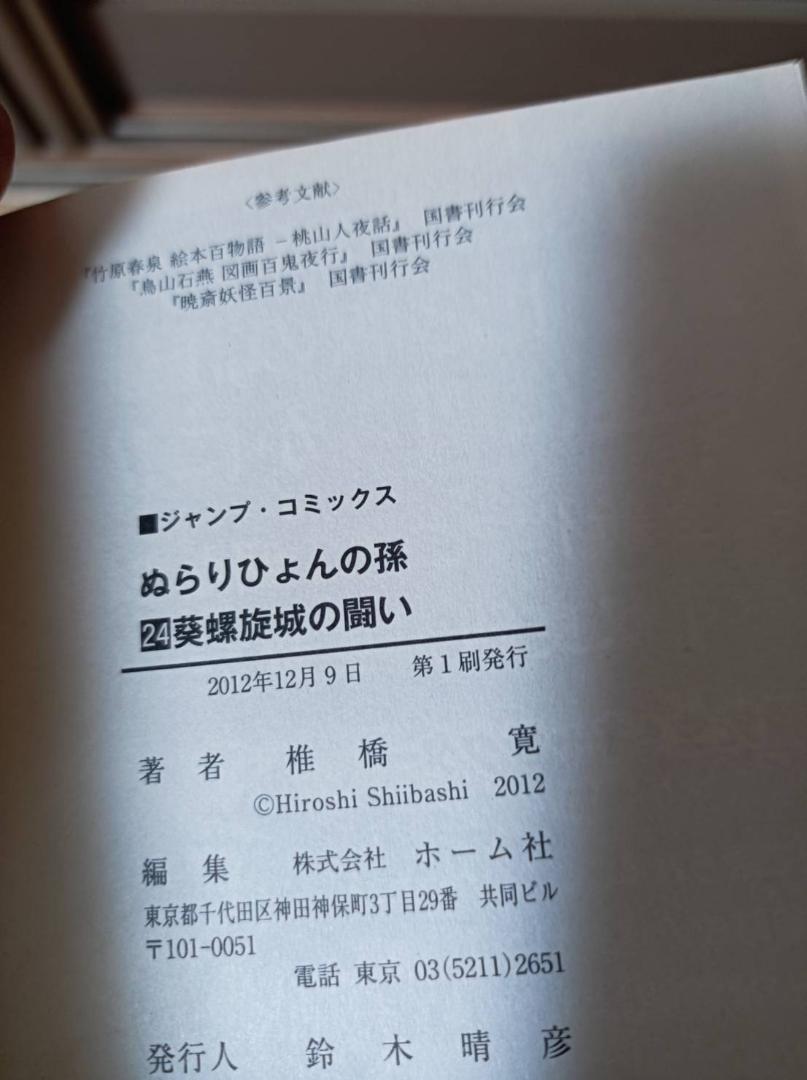 〈参考文献〉
『竹原春泉 絵本百物語 －桃山人夜話』 国書刊行会
『鳥山石燕 図画百鬼夜行』 国書刊行会
『暁斎妖怪百景』 国書刊行会
■ジャンプ・コミックス
ぬらりひょんの孫
24葵螺旋城の闘い
2012年12月9日 第1刷発行
著者 椎橋 寛
©Hiroshi Shiibashi 2012
編集 株式会社 ホーム社
東京都千代田区神田神保町3丁目29番 共同ビル
〒101-0051
電話 東京 03(5211)2651
発行人 鈴木晴彦